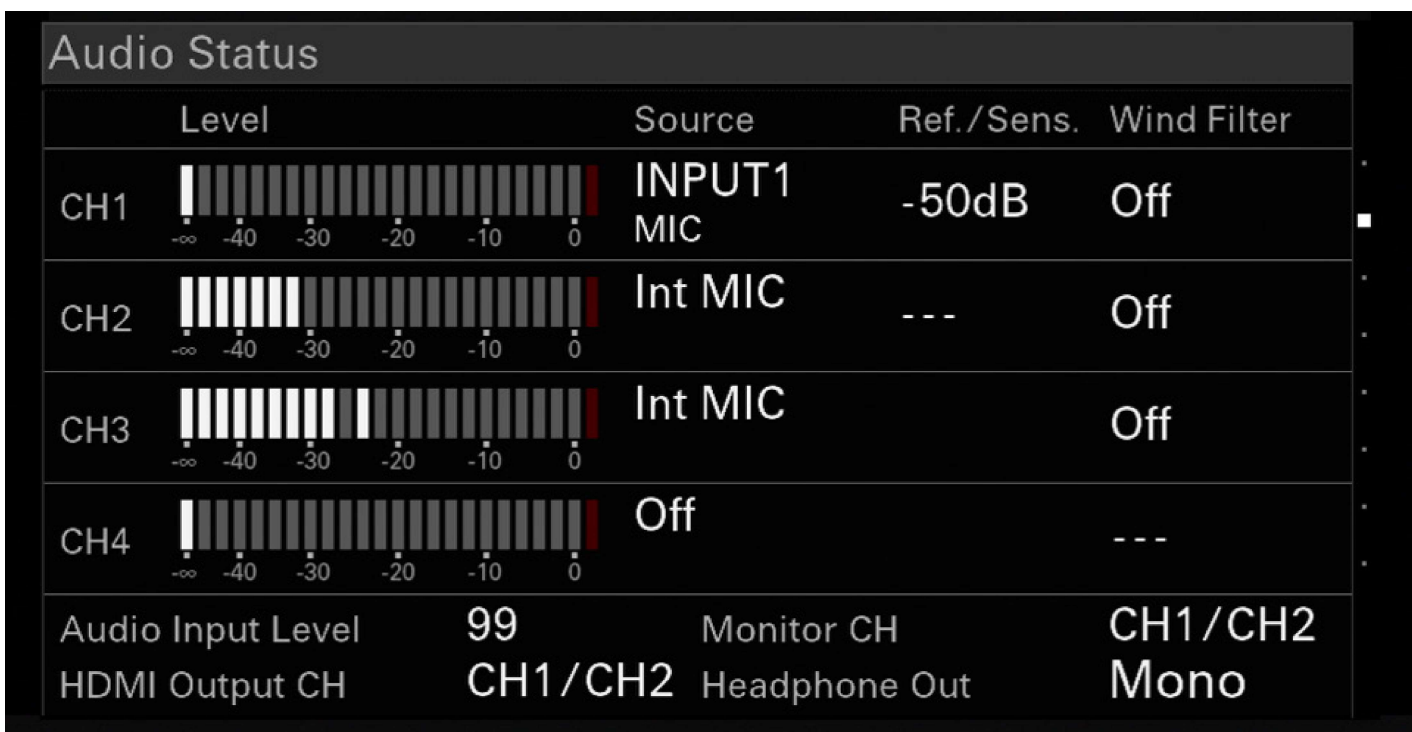 Audio Status
Level Source Ref./Sens. Wind Filter
CH1 INPUT1 -50dB Off
MIC
-∞ -40 -30 -20 -10 0
CH2 Int MIC --- Off
-∞ -40 -30 -20 -10 0
CH3 Int MIC Off
-∞ -40 -30 -20 -10 0
CH4 Off ---
-∞ -40 -30 -20 -10 0
Audio Input Level 99 Monitor CH CH1/CH2
HDMI Output CH CH1/CH2 Headphone Out Mono